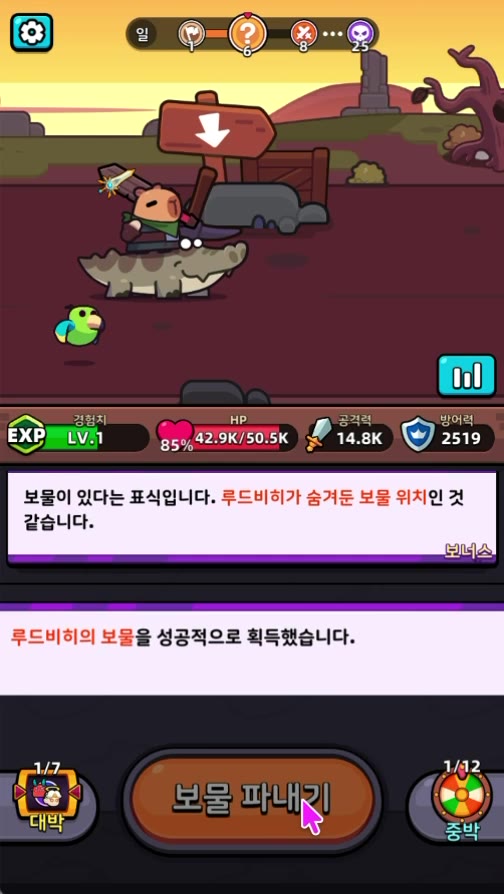 일
1
?
6
8
25
경험치
HP
공격력
방어력
EXP
LV.1
85%
42.9K/50.5K
14.8K
2519
보물이 있다는 표식입니다. 루드비히가 숨겨둔 보물 위치인 것
같습니다.
보너스
루드비히의 보물을 성공적으로 획득했습니다.
1/7
대박
보물 파내기
1/12
중박